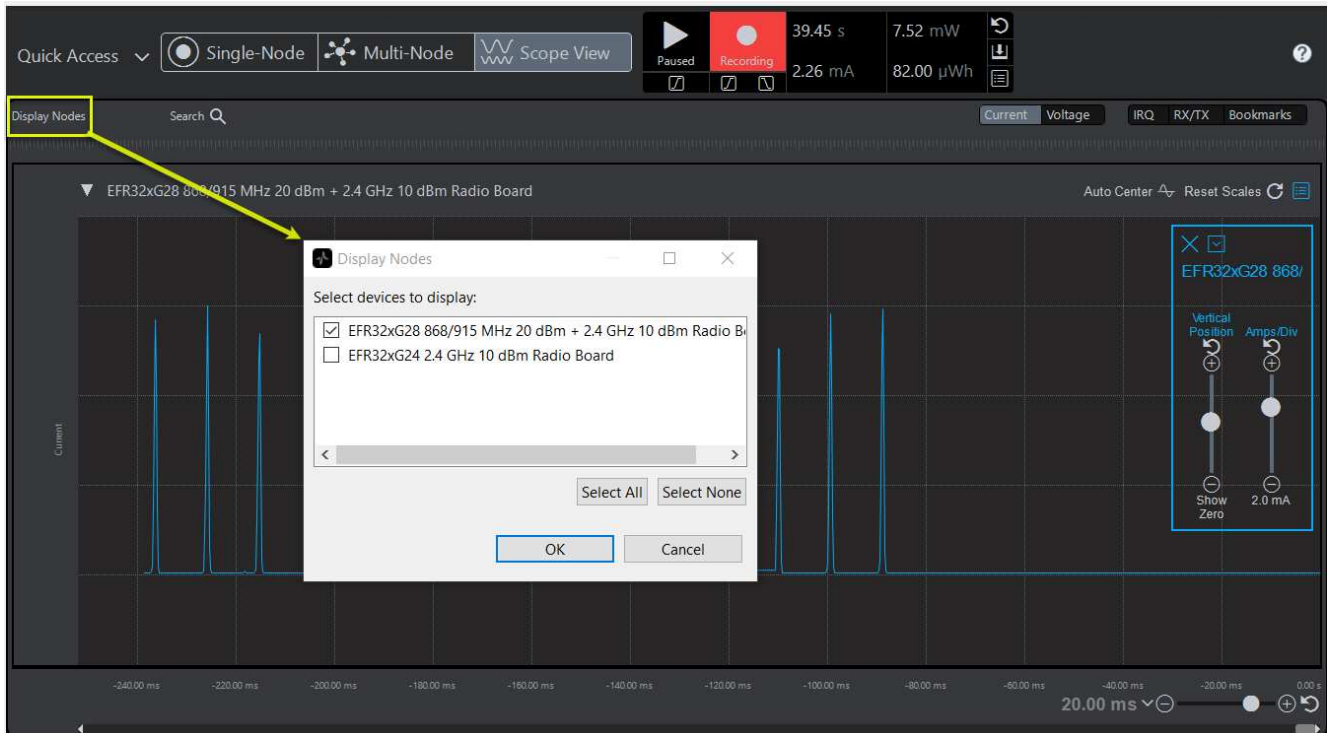 Quick Access
Single-Node
Multi-Node
Scope View
Paused
Recording
39.45 s
7.52 mW
2.26 mA
82.00 µWh
?
Display Nodes
Search
Current
Voltage
IRQ
RX/TX
Bookmarks
EFR32xG28 868/915 MHz 20 dBm + 2.4 GHz 10 dBm Radio Board
Auto Center
Reset Scales
EFR32xG28 868/
Vertical Position
Amps/Div
Show Zero
2.0 mA
Current
Display Nodes
Select devices to display:
EFR32xG28 868/915 MHz 20 dBm + 2.4 GHz 10 dBm Radio B
EFR32xG24 2.4 GHz 10 dBm Radio Board
Select All
Select None
OK
Cancel
-240.00 ms
-220.00 ms
-200.00 ms
-180.00 ms
-160.00 ms
-140.00 ms
-120.00 ms
-100.00 ms
-80.00 ms
-60.00 ms
-40.00 ms
-20.00 ms
0.00 s
20.00 ms